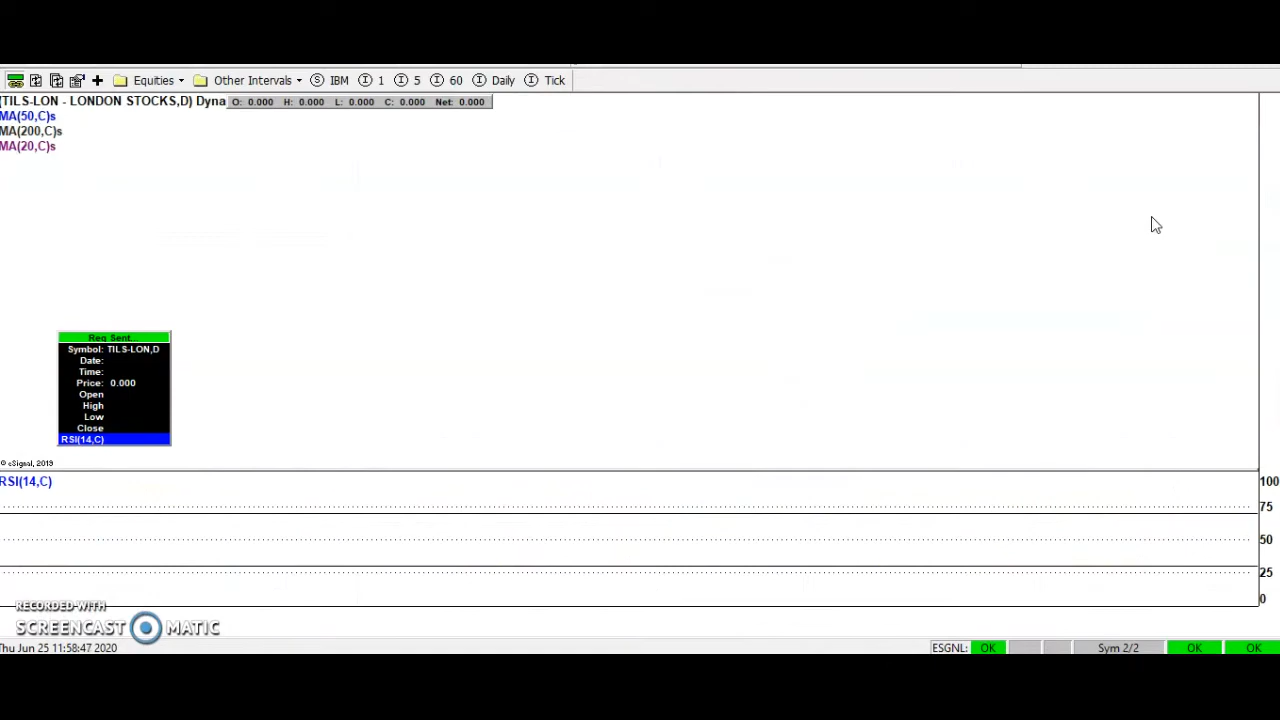 Equities Other Intervals S IBM I 1 I 5 I 60 I Daily I Tick
(TILS-LON - LONDON STOCKS,D) Dyna O: 0.000 H: 0.000 L: 0.000 C: 0.000 Net: 0.000
MA(50,C)s
MA(200,C)s
MA(20,C)s
Req Sent...
Symbol: TILS-LON,D
Date:
Time:
Price: 0.000
Open
High
Low
Close
RSI(14,C)
© eSignal, 2019
RSI(14,C)
100
75
50
25
0
RECORDED WITH
SCREENCAST MATIC
Thu Jun 25 11:58:47 2020 ESGNL: OK Sym 2/2 OK OK